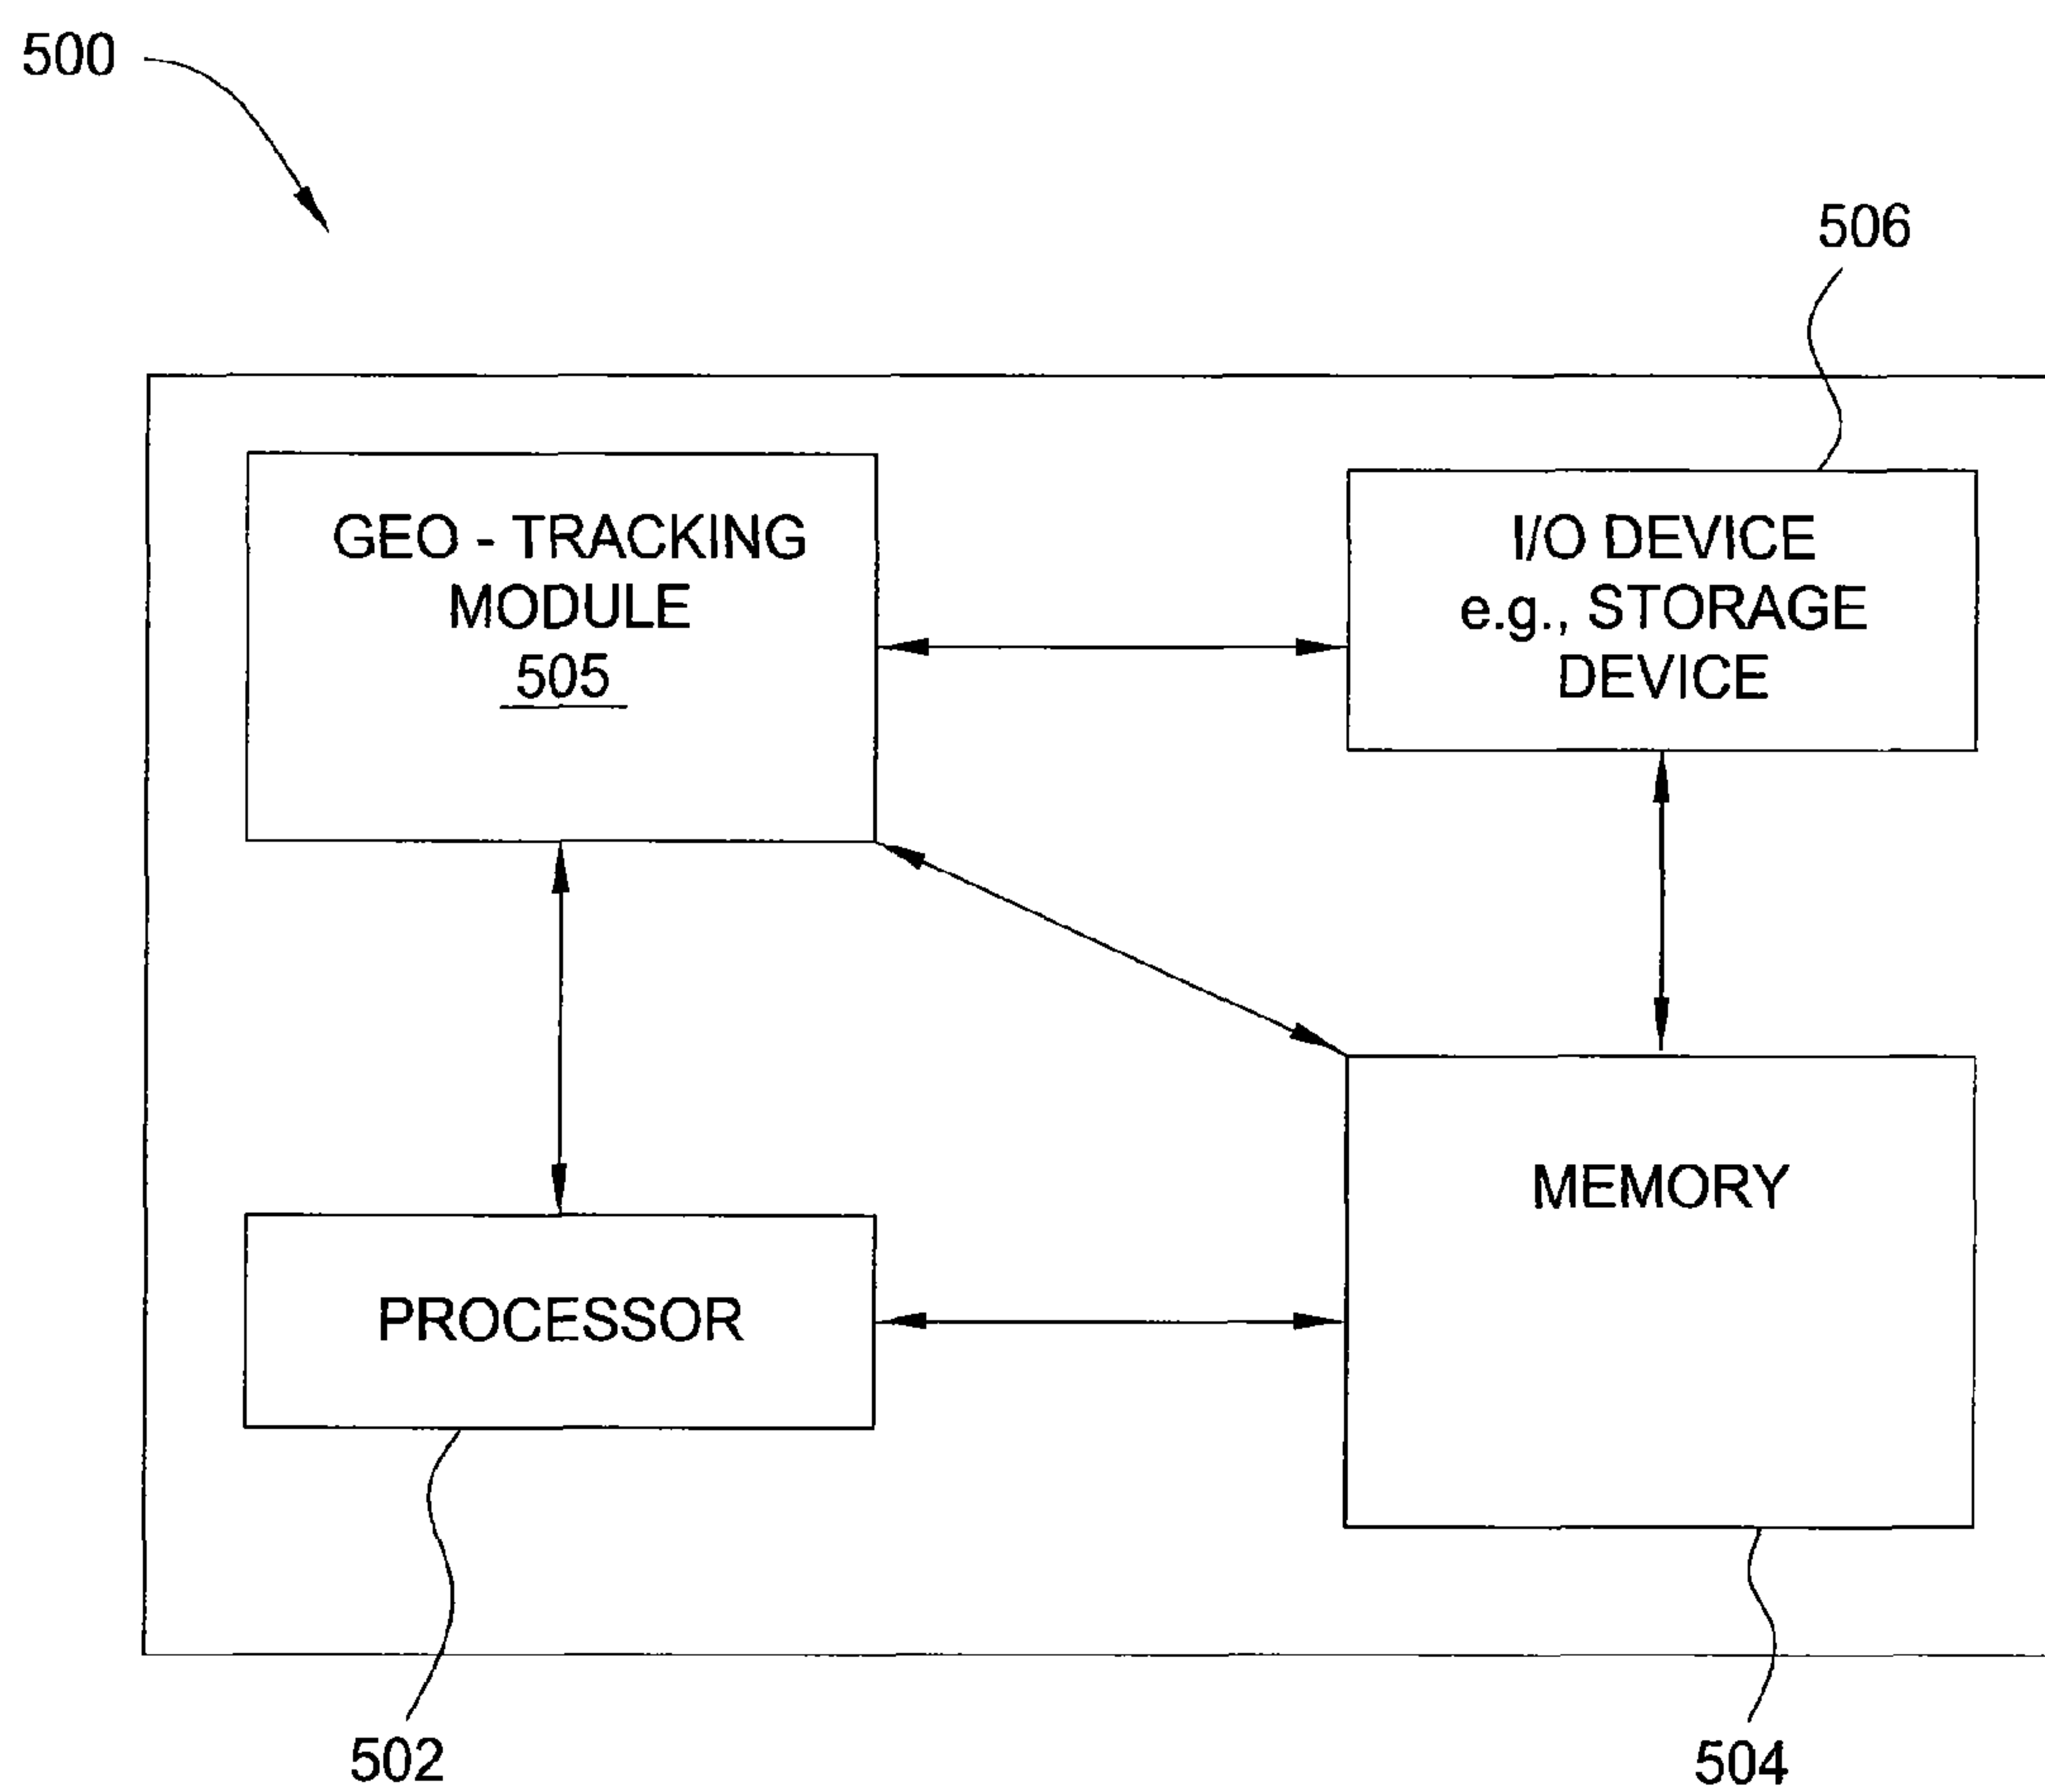 500
506
GEO - TRACKING
MODULE
505
I/O DEVICE
e.g., STORAGE
DEVICE
MEMORY
PROCESSOR
502
504